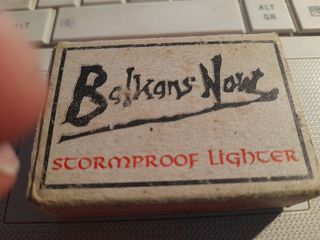 ALT
ALT
GR
Balkans Now
STORMPROOF LIGHTER